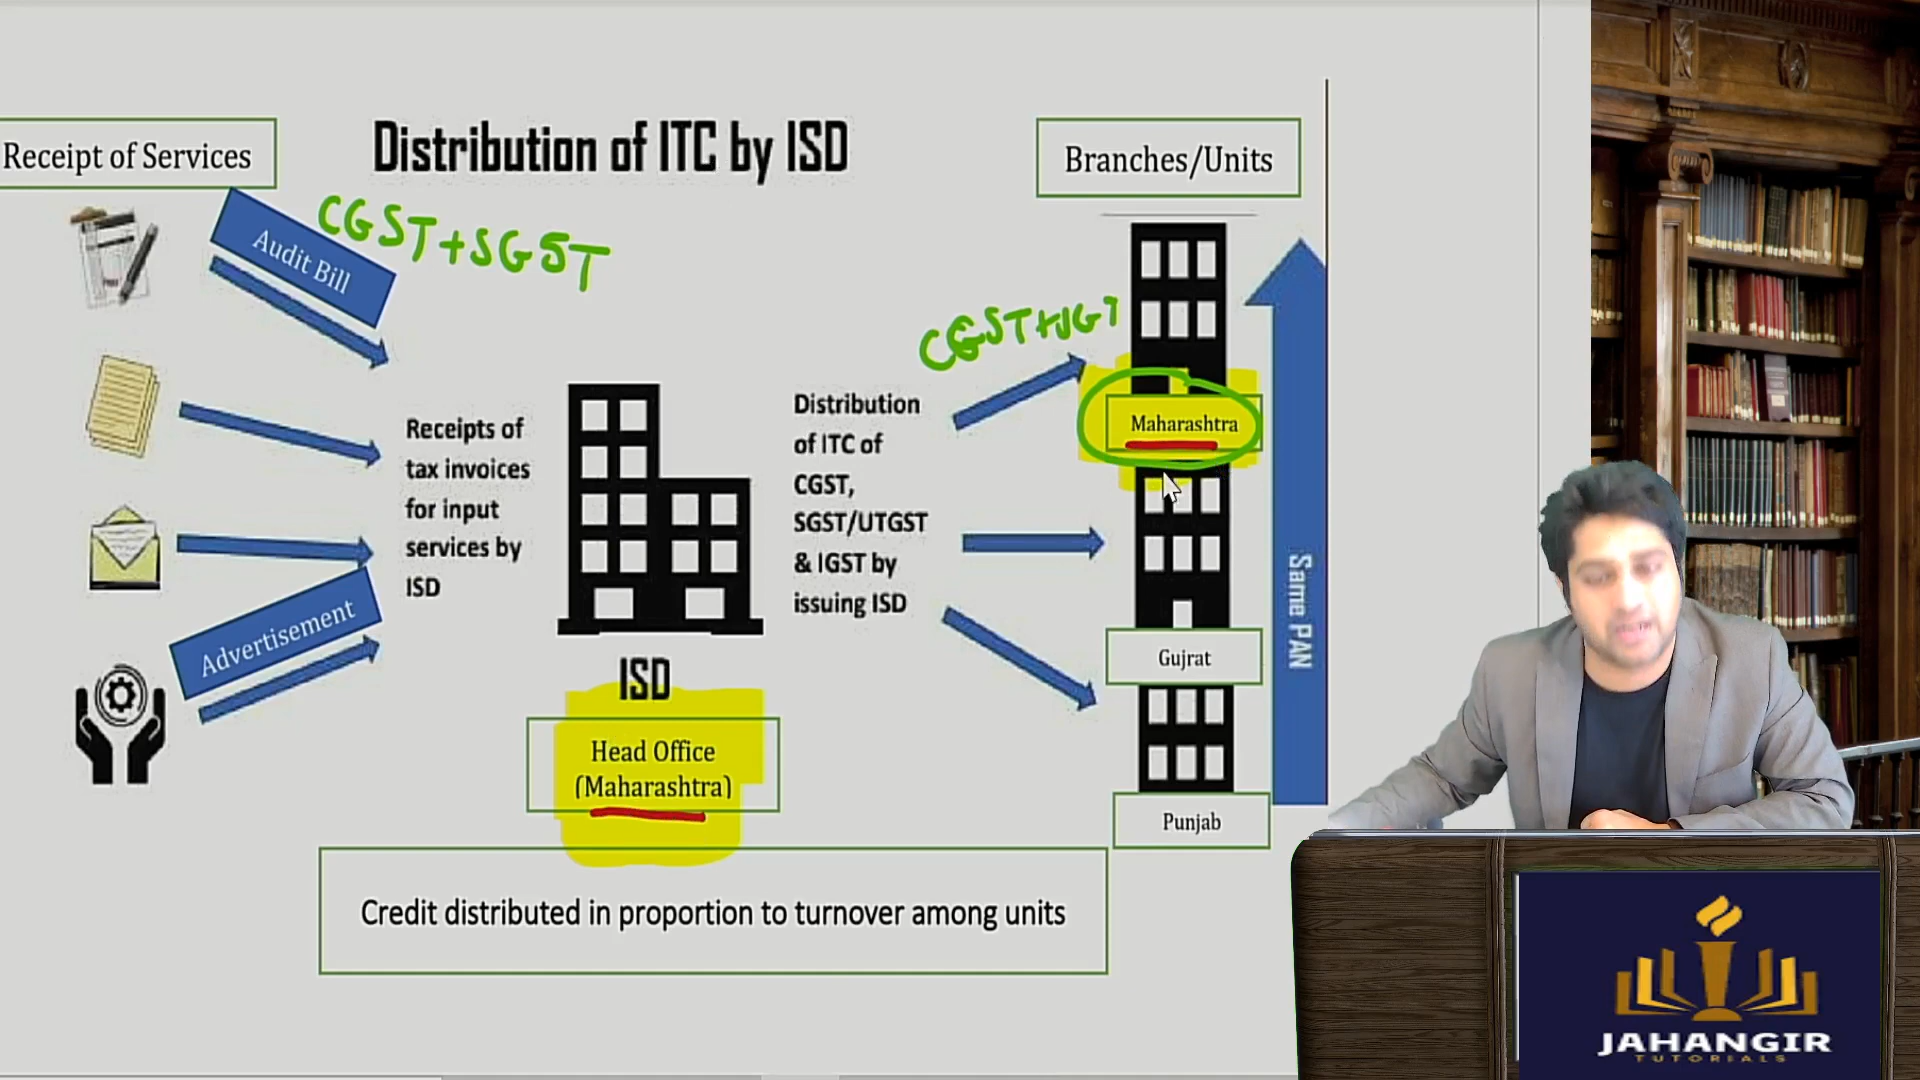 Receipt of Services
Distribution of ITC by ISD
Branches/Units
Audit Bill
CGST+SGST
CGST+SGT
Receipts of
tax invoices
for input
services by
ISD
Advertisement
ISD
Head Office
(Maharashtra)
Distribution
of ITC of
CGST,
SGST/UTGST
& IGST by
issuing ISD
Maharashtra
Gujrat
Punjab
Same PAN
Credit distributed in proportion to turnover among units
JAHANGIR
TUTORIALS